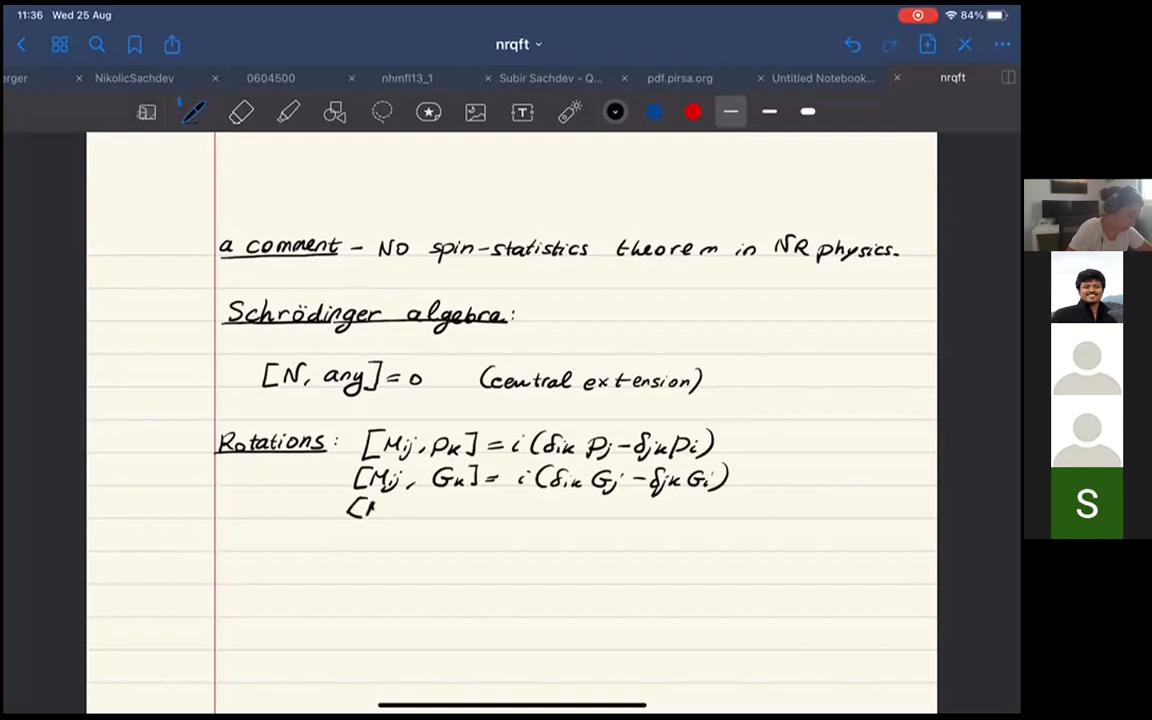 11:36 Wed 25 Aug
84%
nrqft
erger
NikolicSachdev
0604500
nhmfl13_1
Subir Sachdev - Q...
pdf.pirsa.org
Untitled Notebook...
nrqft
a comment - NO spin-statistics theorem in NR physics.
Schrödinger algebra:
[N, any] = 0 (central extension)
Rotations: [Mij, Pk] = i(δik Pj - δjk Pi)
[Mij, Gk] = i(δik Gj - δjk Gi)
[
S